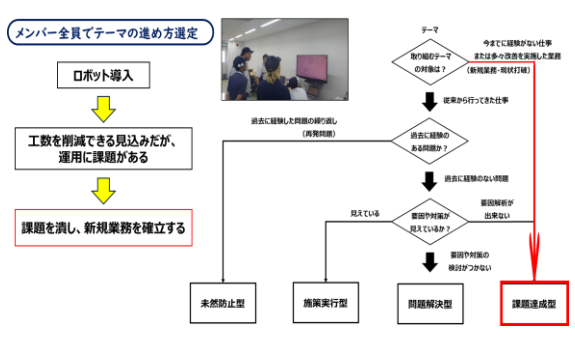 メンバー全員でテーマの進め方選定
ロボット導入
工数を削減できる見込みだが、
運用に課題がある
課題を潰し、新規業務を確立する
テーマ
取り組むテーマ
の対象は?
今までに経験がない仕事
または多々改善を実施した業務
(新規業務・現状打破)
従来から行ってきた仕事
過去に経験した問題の繰り返し
(再発問題)
過去に経験の
ある問題か?
過去に経験のない問題
見えている
要因や対策が
見えているか?
要因解析が
出来ない
要因や対策の
検討がつかない
未然防止型
施策実行型
問題解決型
課題達成型